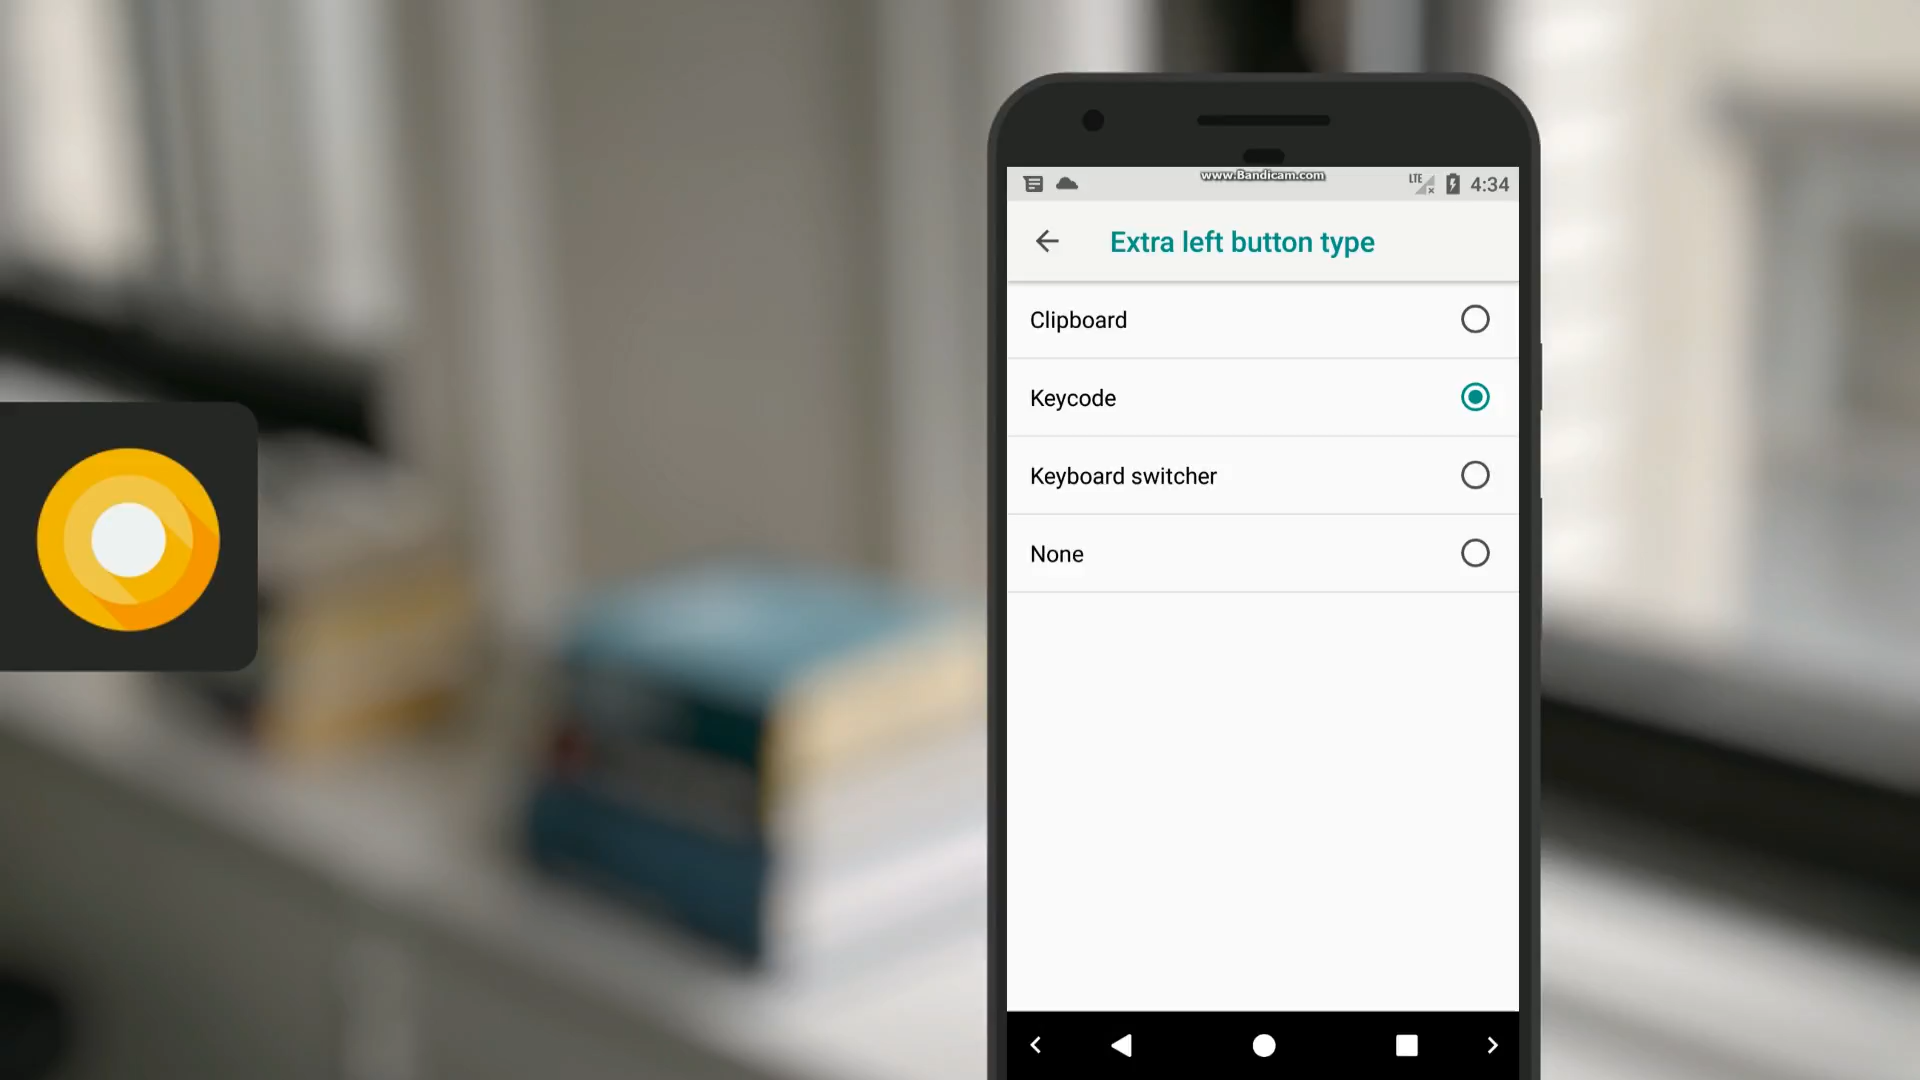 www.Bandicam.com
LTE 4:34
Extra left button type
Clipboard
Keycode
Keyboard switcher
None